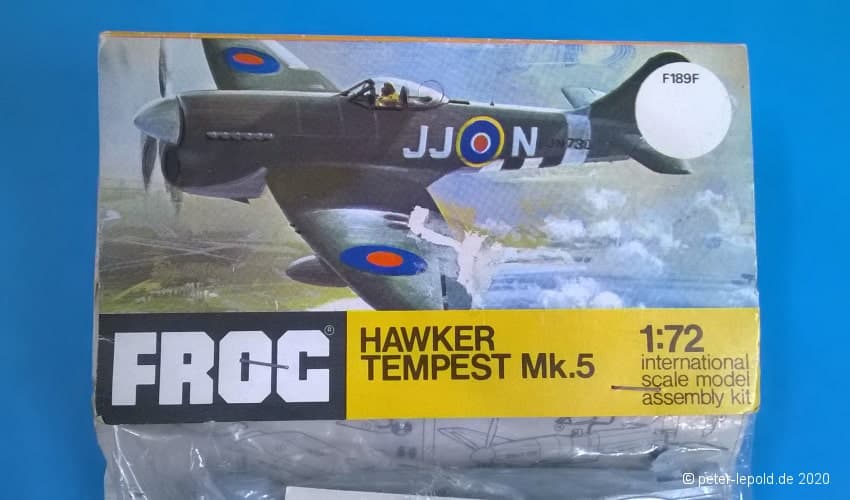 F189F
JJ N
FROG
®
HAWKER
TEMPEST Mk.5
1:72
international
scale model
assembly kit
© peter-lepold.de 2020